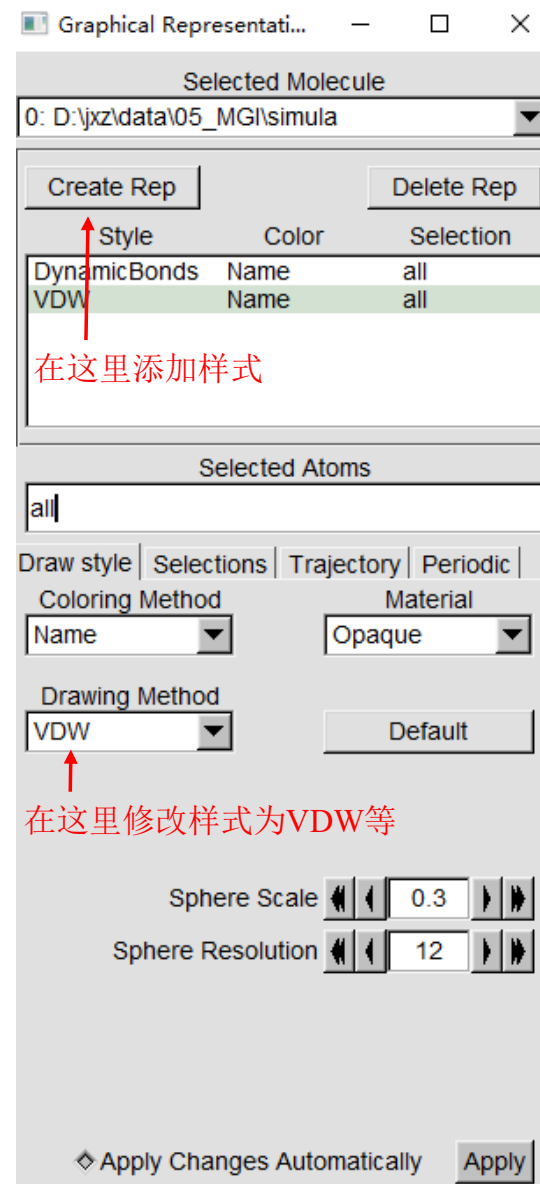 Graphical Representati...
Selected Molecule
0: D:\jxz\data\05_MGI\simula
Create Rep Delete Rep
Style Color Selection
DynamicBonds Name all
VDW Name all
在这里添加样式
Selected Atoms
all
Draw style Selections Trajectory Periodic
Coloring Method Material
Name Opaque
Drawing Method
VDW Default
在这里修改样式为VDW等
Sphere Scale 0.3
Sphere Resolution 12
Apply Changes Automatically Apply